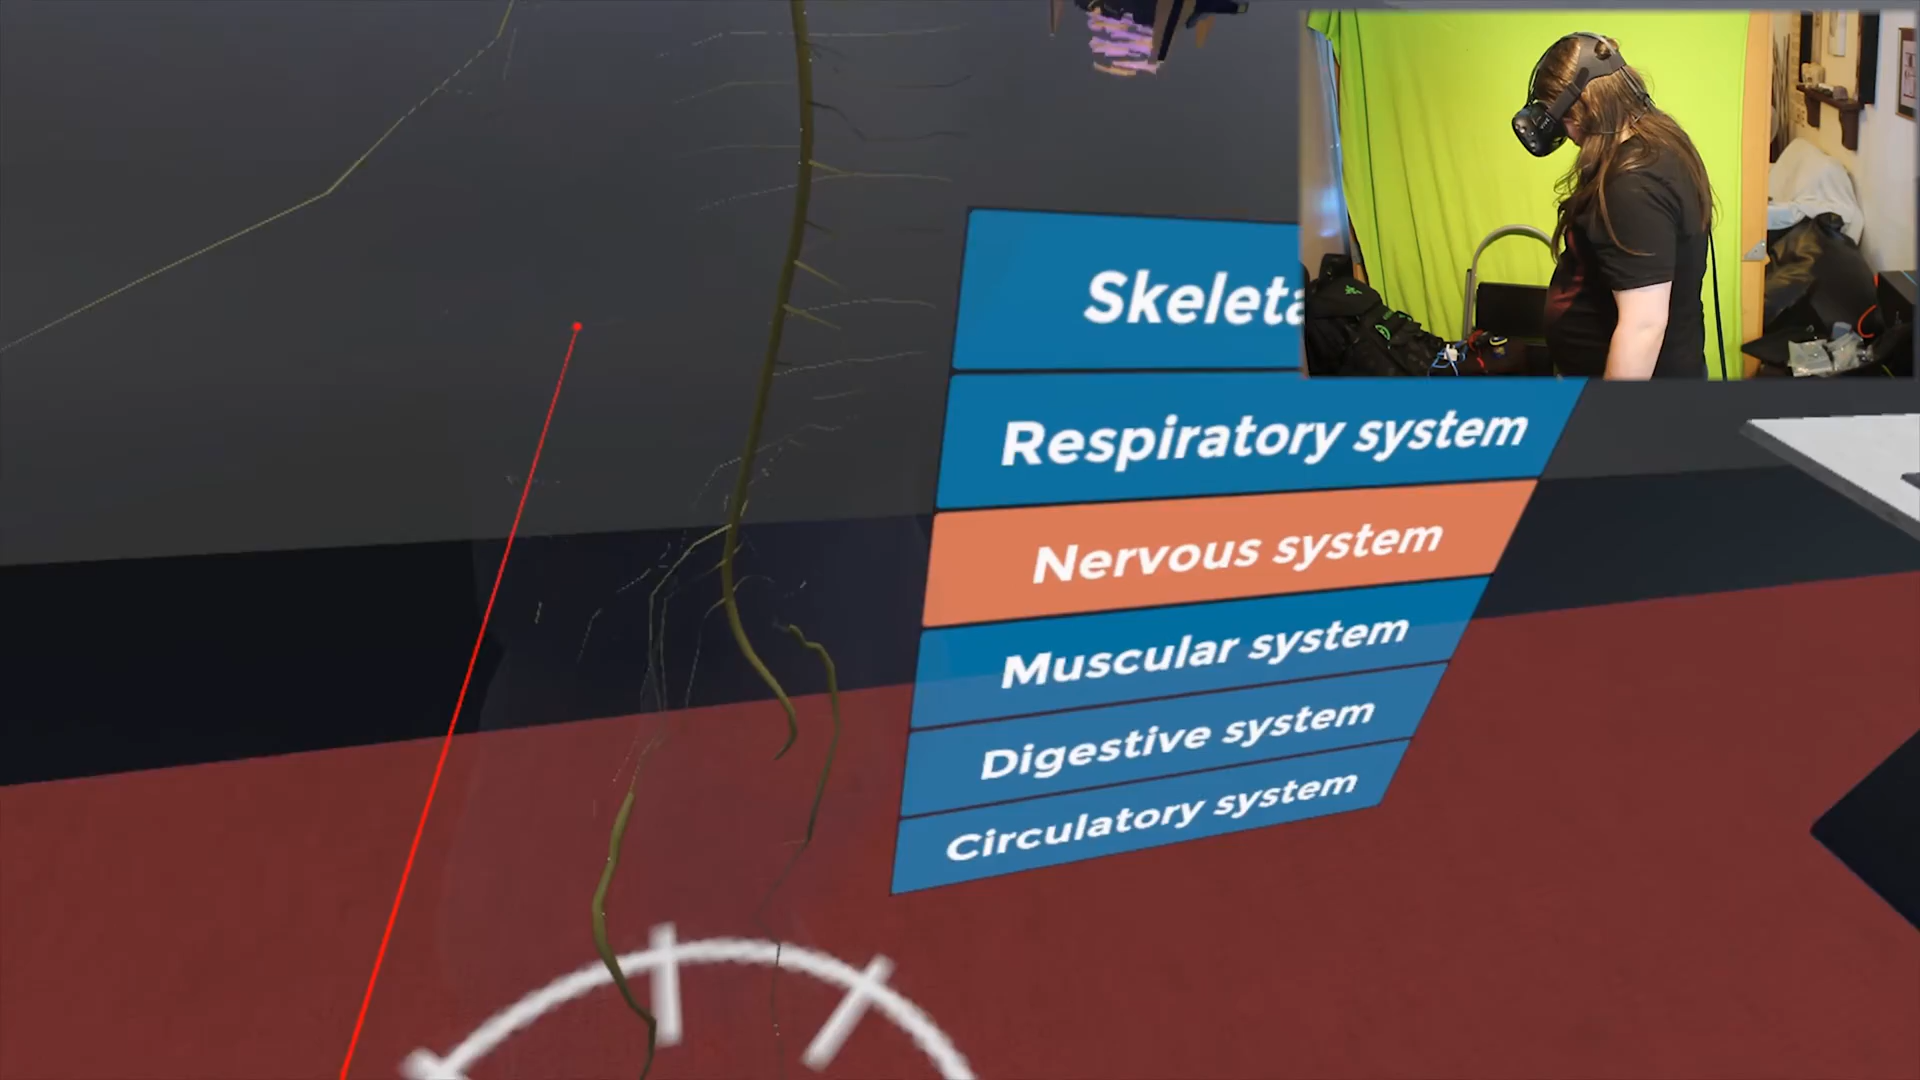 Skeleta
Respiratory system
Nervous system
Muscular system
Digestive system
Circulatory system